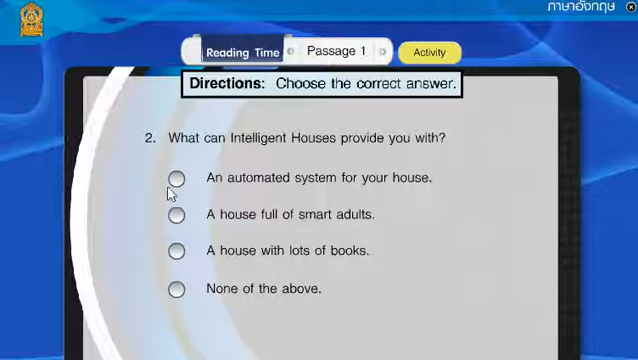 ภาษาอังกฤษ
Reading Time
Passage 1
Activity
Directions: Choose the correct answer.
2. What can Intelligent Houses provide you with?
An automated system for your house.
A house full of smart adults.
A house with lots of books.
None of the above.